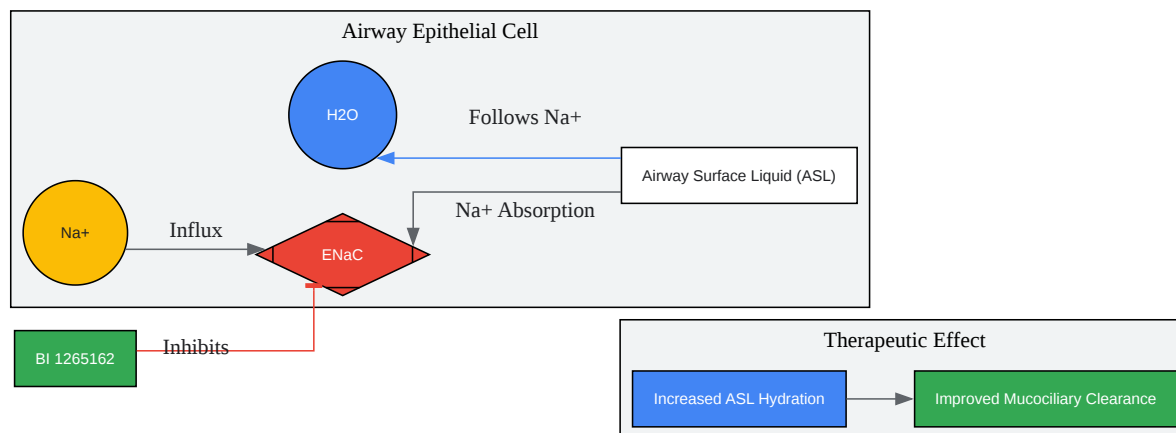 Airway Epithelial Cell
H2O
Follows Na+
Airway Surface Liquid (ASL)
Na+ Absorption
Na+
Influx
ENaC
BI 1265162
Inhibits
Therapeutic Effect
Increased ASL Hydration
Improved Mucociliary Clearance